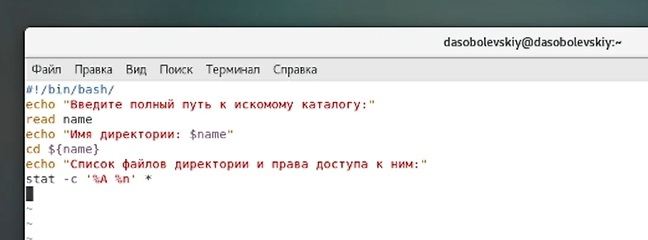 dasobolevskiy@dasobolevskiy:~
Файл Правка Вид Поиск Терминал Справка
#!/bin/bash/
echo "Введите полный путь к искомому каталогу:"
read name
echo "Имя директории: $name"
cd ${name}
echo "Список файлов директории и права доступа к ним:"
stat -c '%A %n' *
~
~
~